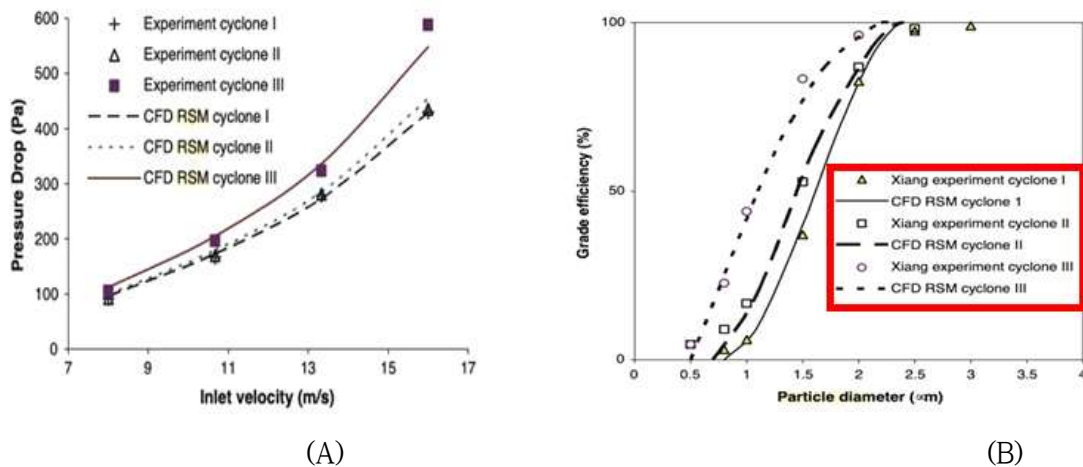 600
500
400
300
200
100
0
Pressure Drop (Pa)
Experiment cyclone I
Experiment cyclone II
Experiment cyclone III
CFD RSM cyclone I
CFD RSM cyclone II
CFD RSM cyclone III
7 9 11 13 15 17
Inlet velocity (m/s)
(A)
100
50
0
Grade efficiency (%)
Xiang experiment cyclone I
CFD RSM cyclone 1
Xiang experiment cyclone II
CFD RSM cyclone II
Xiang experiment cyclone III
CFD RSM cyclone III
0 0.5 1 1.5 2 2.5 3 3.5 4
Particle diameter (∝m)
(B)